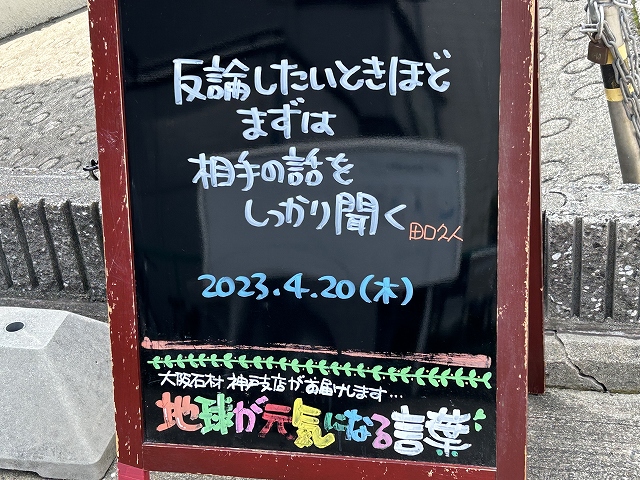 反論したいときほど
まずは
相手の話を
しっかり聞く
田口久人
2023.4.20(木)
大阪石材 神戸支店がお届けします...
地球が元気になる言葉